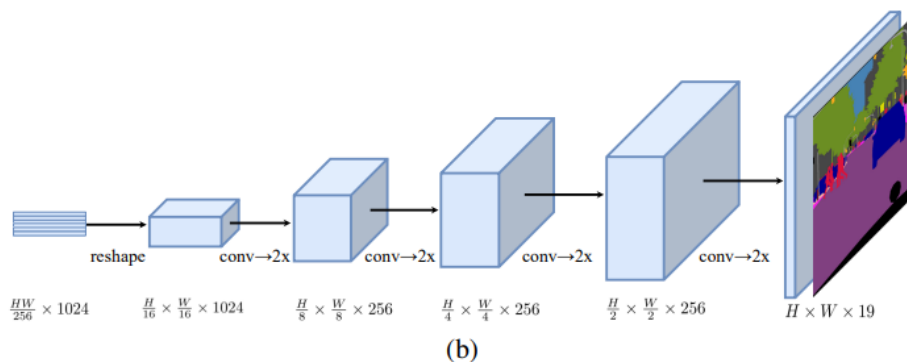 reshape
conv→2x
conv→2x
conv→2x
conv→2x
HW/256 × 1024
H/16 × W/16 × 1024
H/8 × W/8 × 256
H/4 × W/4 × 256
H/2 × W/2 × 256
H × W × 19
(b)